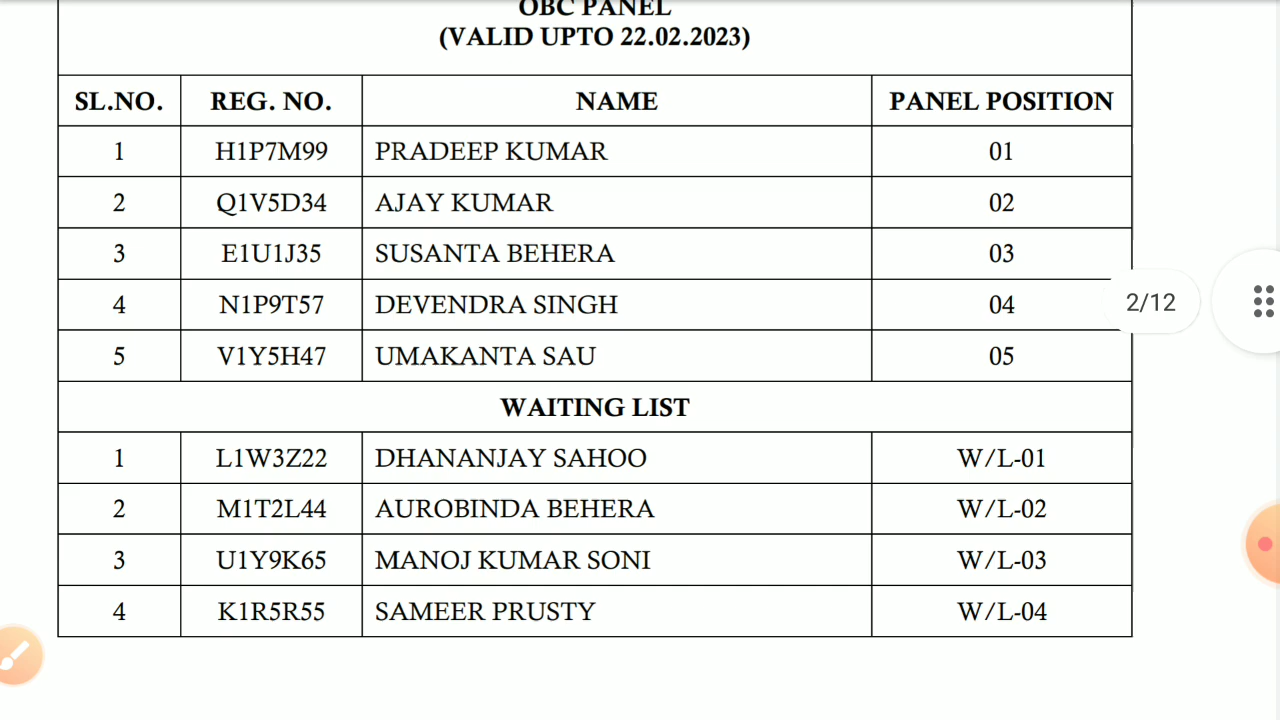 OBC PANEL
(VALID UPTO 22.02.2023)
SL.NO. REG. NO. NAME PANEL POSITION
1 H1P7M99 PRADEEP KUMAR 01
2 Q1V5D34 AJAY KUMAR 02
3 E1U1J35 SUSANTA BEHERA 03
4 N1P9T57 DEVENDRA SINGH 04
2/12
5 V1Y5H47 UMAKANTA SAU 05
WAITING LIST
1 L1W3Z22 DHANANJAY SAHOO W/L-01
2 M1T2L44 AUROBINDA BEHERA W/L-02
3 U1Y9K65 MANOJ KUMAR SONI W/L-03
4 K1R5R55 SAMEER PRUSTY W/L-04